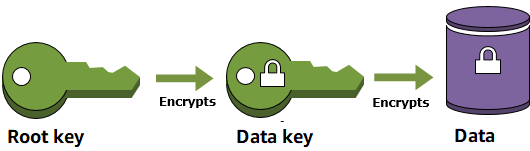 Encrypts
Encrypts
Root key
Data key
Data